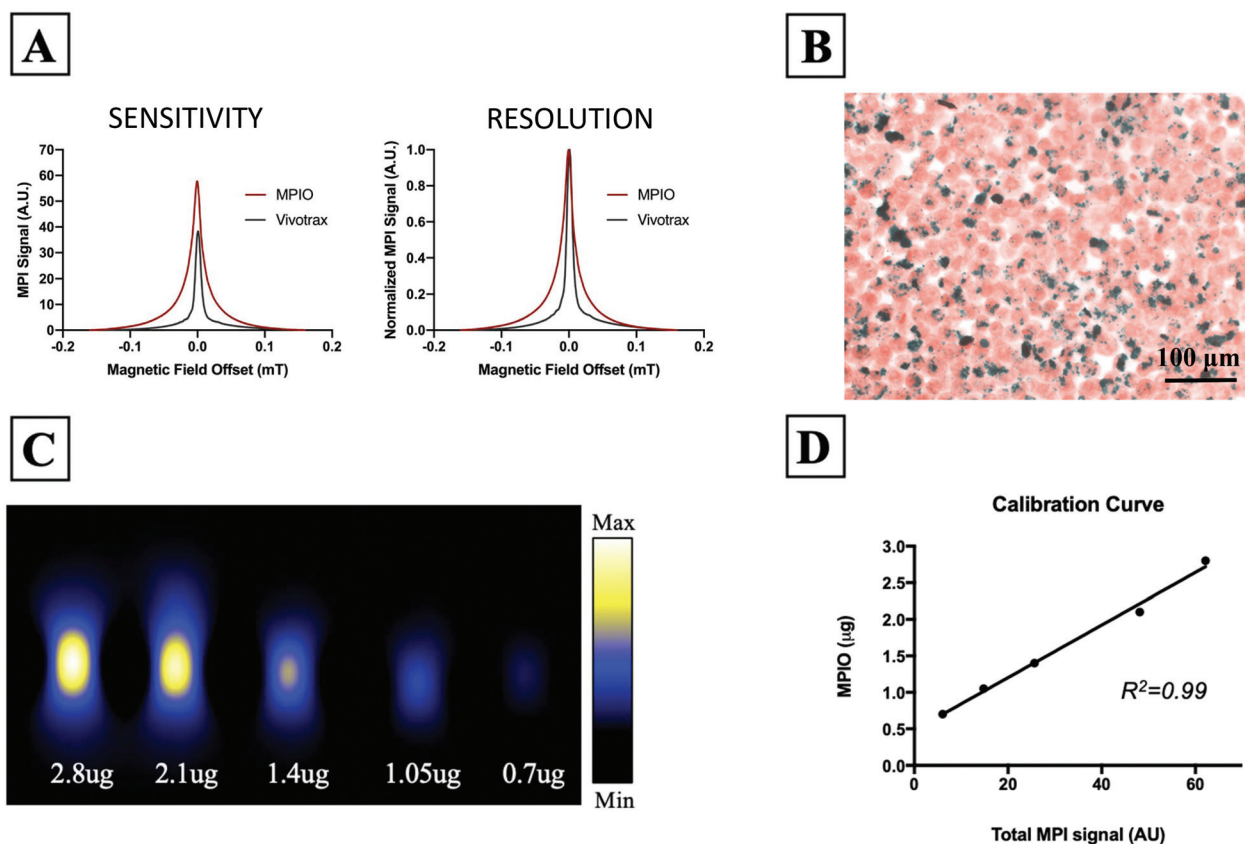 A
SENSITIVITY
MPI Signal (A.U.)
70
60
50
40
30
20
10
0
-0.2
-0.1
0.0
0.1
0.2
Magnetic Field Offset (mT)
MPIO
Vivotrax
RESOLUTION
Normalized MPI Signal (A.U.)
1.0
0.8
0.6
0.4
0.2
0.0
-0.2
-0.1
0.0
0.1
0.2
Magnetic Field Offset (mT)
MPIO
Vivotrax
B
100 µm
C
2.8ug
2.1ug
1.4ug
1.05ug
0.7ug
Max
Min
D
Calibration Curve
MPIO (µg)
3.0
2.5
2.0
1.5
1.0
0.5
0.0
0
20
40
60
R²=0.99
Total MPI signal (AU)